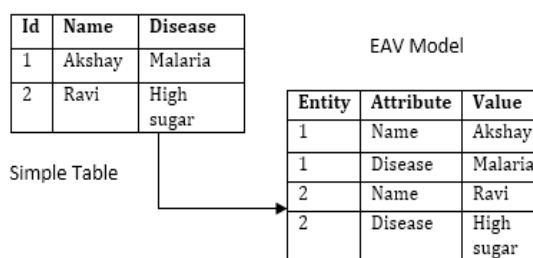 Id Name Disease
1 Akshay Malaria
2 Ravi High
sugar
Simple Table
EAV Model
Entity Attribute Value
1 Name Akshay
1 Disease Malaria
2 Name Ravi
2 Disease High
sugar